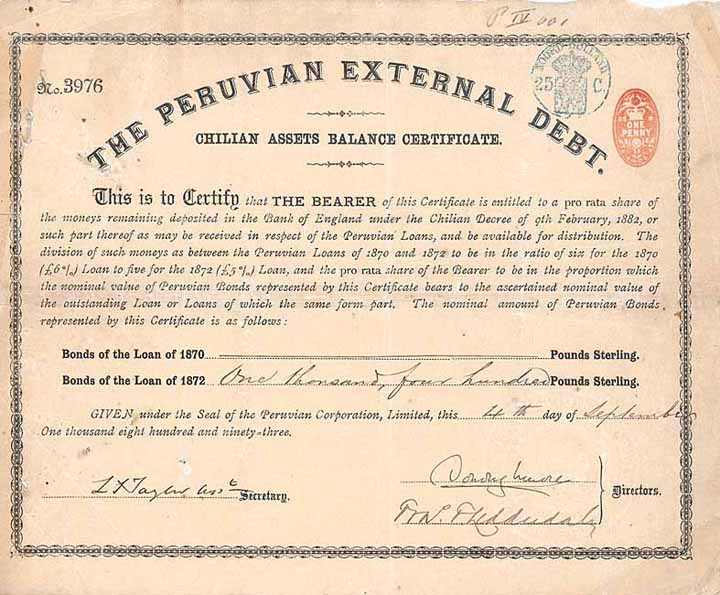 P IV 001
No. 3976
THE PERUVIAN EXTERNAL DEBT.
NOORD-HOLLAND
25 C
ONE
PENNY
CHILIAN ASSETS BALANCE CERTIFICATE.
This is to Certify that THE BEARER of this Certificate is entitled to a pro rata share of
the moneys remaining deposited in the Bank of England under the Chilian Decree of 9th February, 1882, or
such part thereof as may be received in respect of the Peruvian Loans, and be available for distribution. The
division of such moneys as between the Peruvian Loans of 1870 and 1872 to be in the ratio of six for the 1870
(£6 %) Loan to five for the 1872 (£5 %) Loan, and the pro rata share of the Bearer to be in the proportion which
the nominal value of Peruvian Bonds represented by this Certificate bears to the ascertained nominal value of
the outstanding Loan or Loans of which the same form part. The nominal amount of Peruvian Bonds
represented by this Certificate is as follows:
Bonds of the Loan of 1870 Pounds Sterling.
Bonds of the Loan of 1872 One thousand, four hundred Pounds Sterling.
GIVEN under the Seal of the Peruvian Corporation, Limited, this 4th day of September
One thousand eight hundred and ninety-three.
Secretary.
Directors.